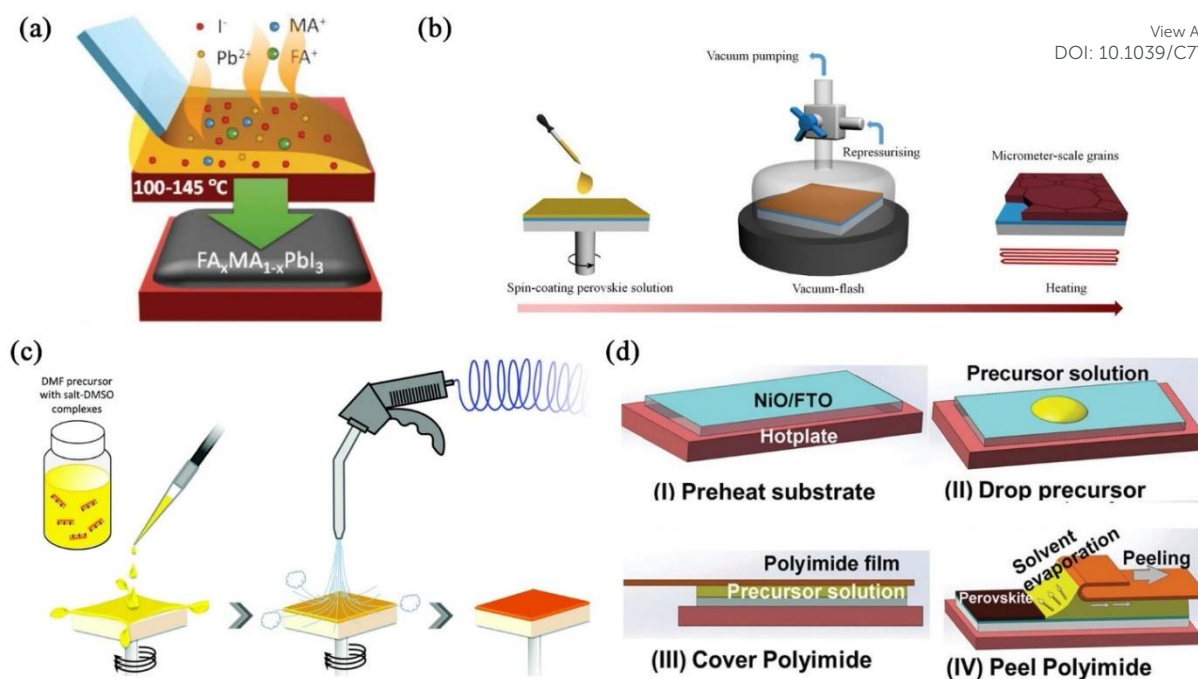 View A
DOI: 10.1039/C7
(a)
I⁻
MA⁺
Pb²⁺
FA⁺
100-145 °C
FAₓMA₁₋ₓPbI₃
(b)
Vacuum pumping
Repressurising
Micrometer-scale grains
Spin-coating perovskie solution
Vacuum-flash
Heating
(c)
DMF precursor
with salt-DMSO
complexes
(d)
NiO/FTO
Hotplate
(I) Preheat substrate
Precursor solution
(II) Drop precursor
Polyimide film
Precursor solution
(III) Cover Polyimide
Solvent
evaporation
Peeling
Perovskite
(IV) Peel Polyimide